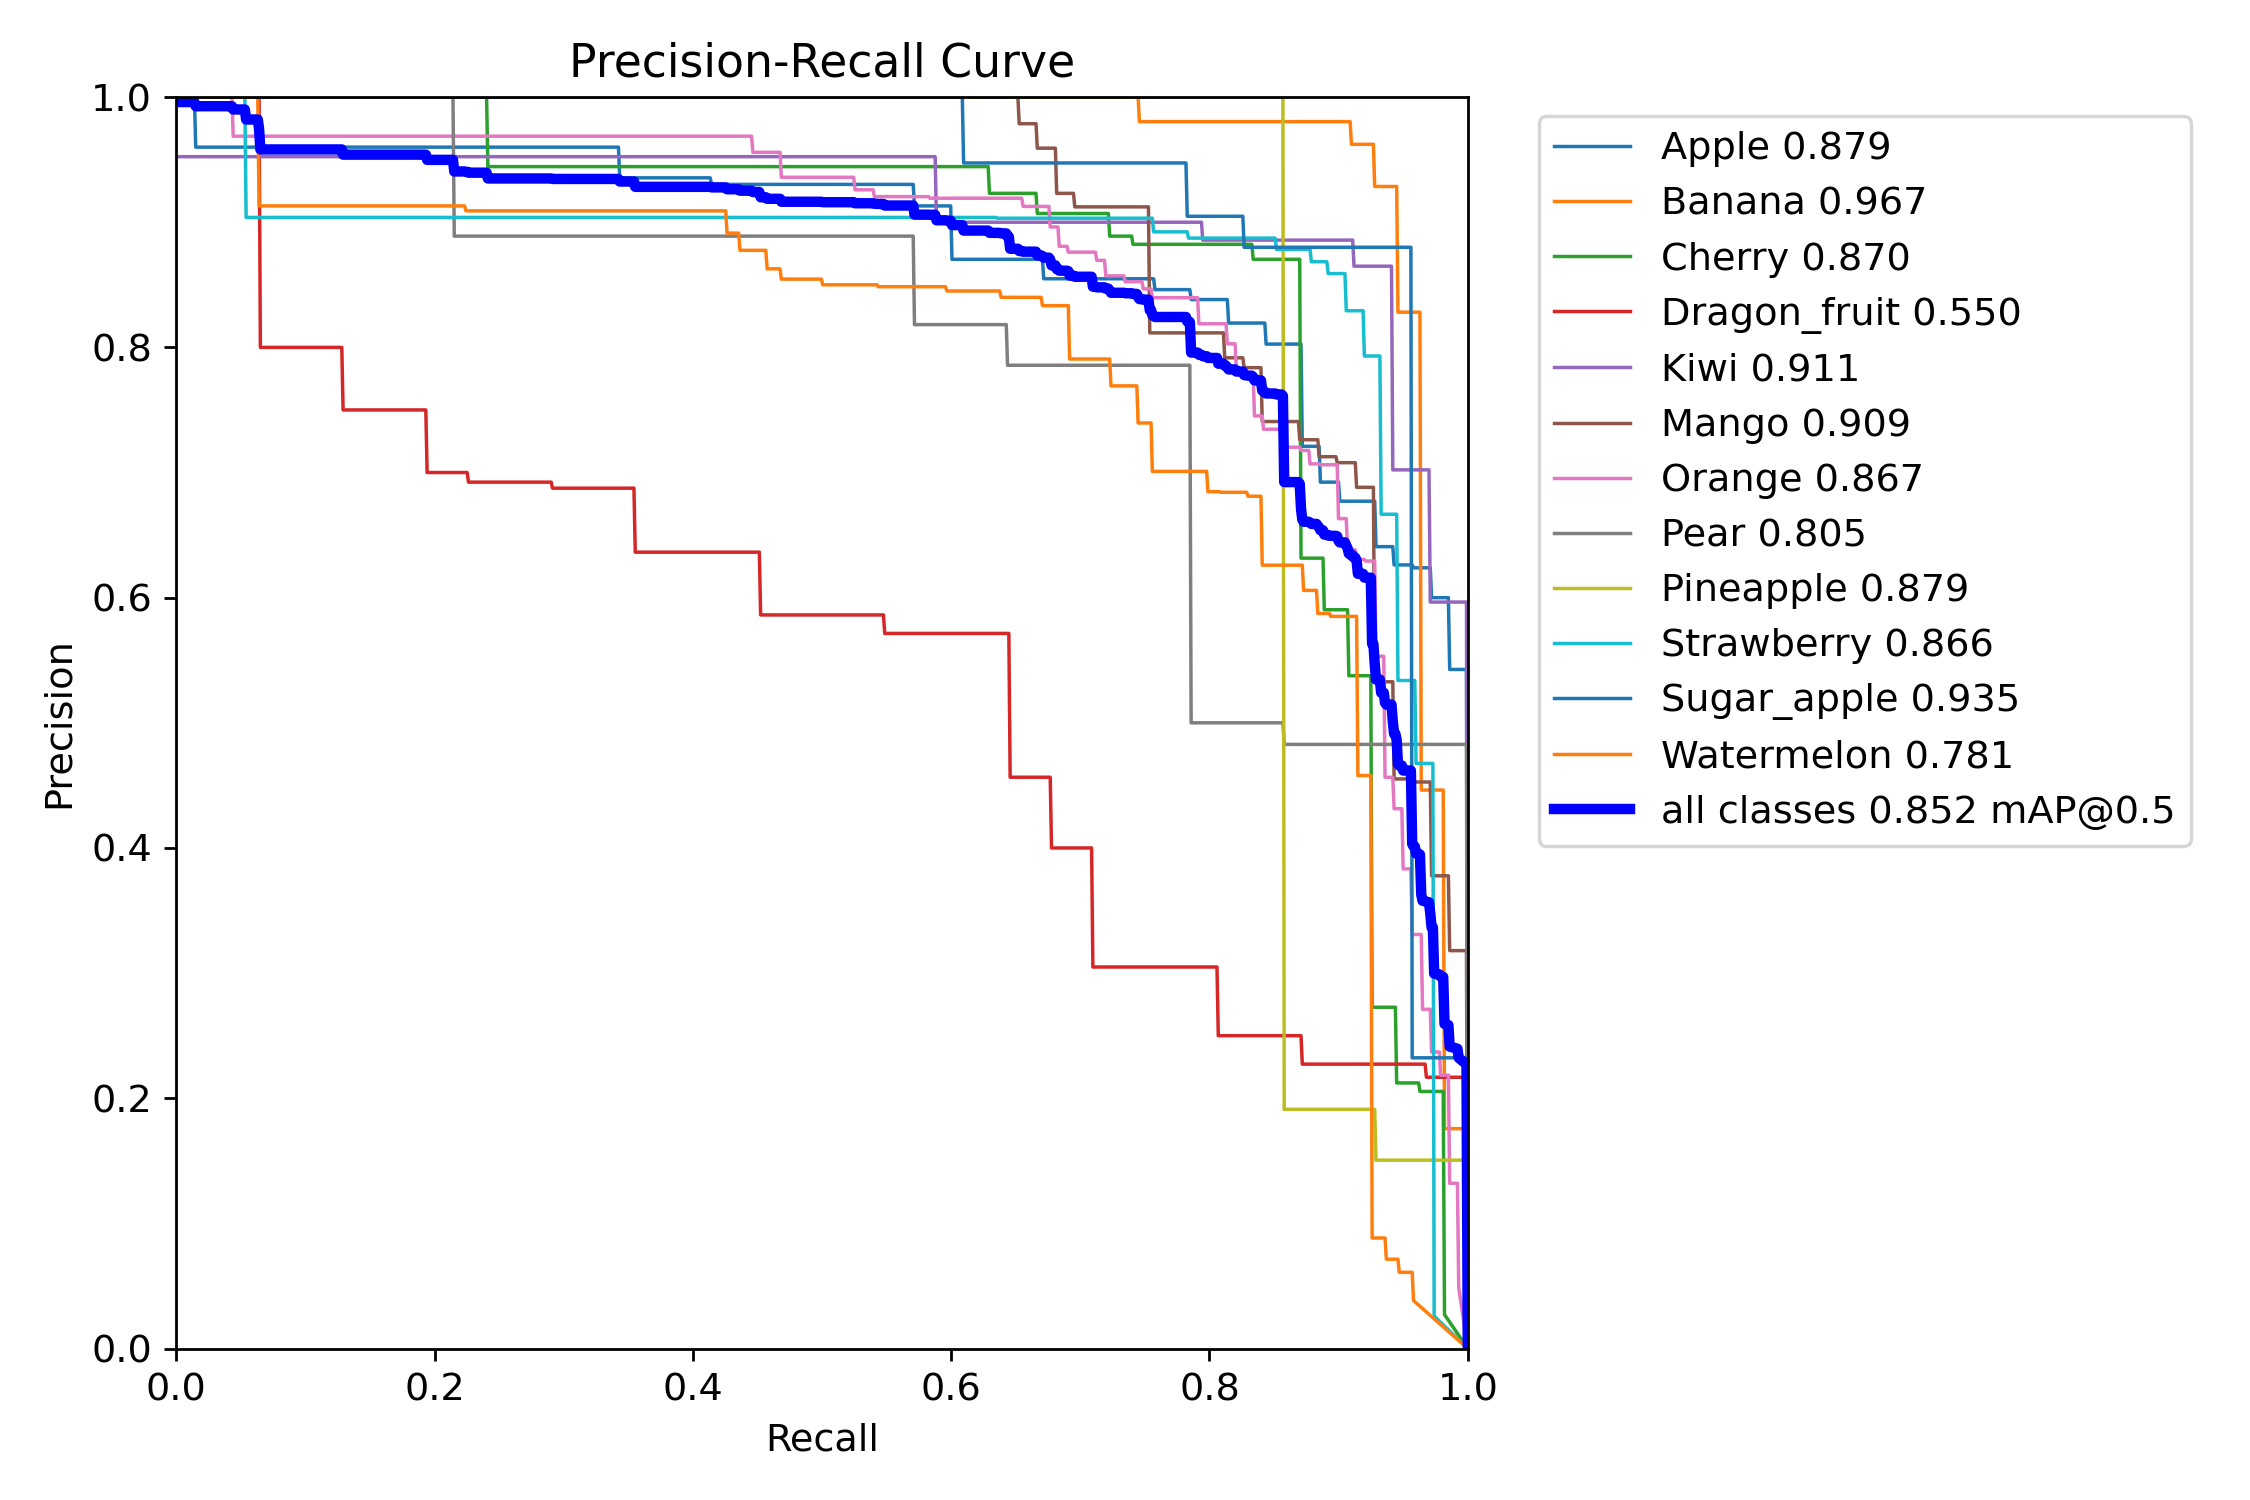 Precision-Recall Curve
1.0
0.8
0.6
0.4
0.2
0.0
Precision
0.0 0.2 0.4 0.6 0.8 1.0
Recall
Apple 0.879
Banana 0.967
Cherry 0.870
Dragon_fruit 0.550
Kiwi 0.911
Mango 0.909
Orange 0.867
Pear 0.805
Pineapple 0.879
Strawberry 0.866
Sugar_apple 0.935
Watermelon 0.781
all classes 0.852 mAP@0.5